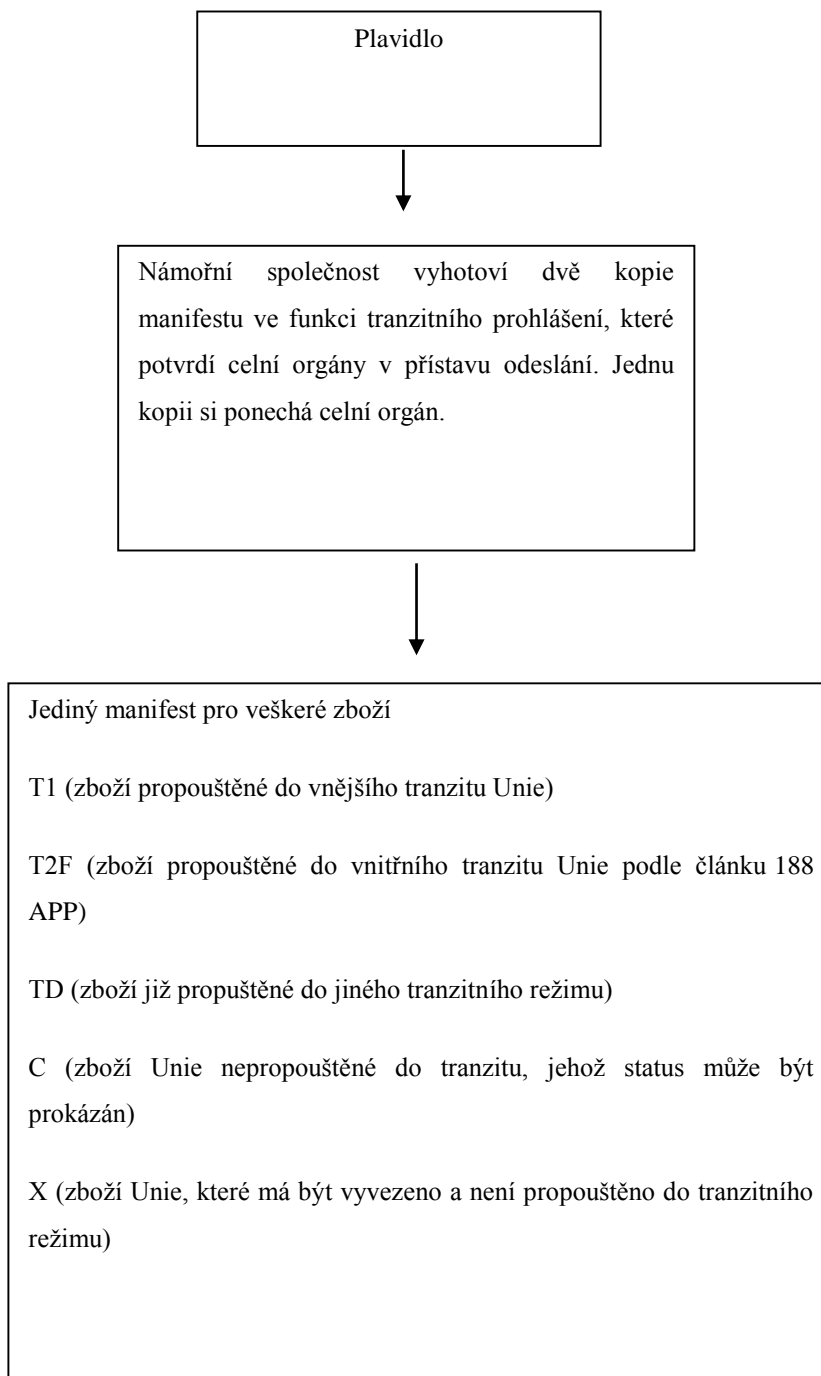 Plavidlo
Námořní společnost vyhotoví dvě kopie
manifestu ve funkci tranzitního prohlášení, které
potvrdí celní orgány v přístavu odeslání. Jednu
kopii si ponechá celní orgán.
Jediný manifest pro veškeré zboží
T1 (zboží propouštěné do vnějšího tranzitu Unie)
T2F (zboží propouštěné do vnitřního tranzitu Unie podle článku 188
APP)
TD (zboží již propuštěné do jiného tranzitního režimu)
C (zboží Unie nepropouštěné do tranzitu, jehož status může být
prokázán)
X (zboží Unie, které má být vyvezeno a není propouštěno do tranzitního
režimu)